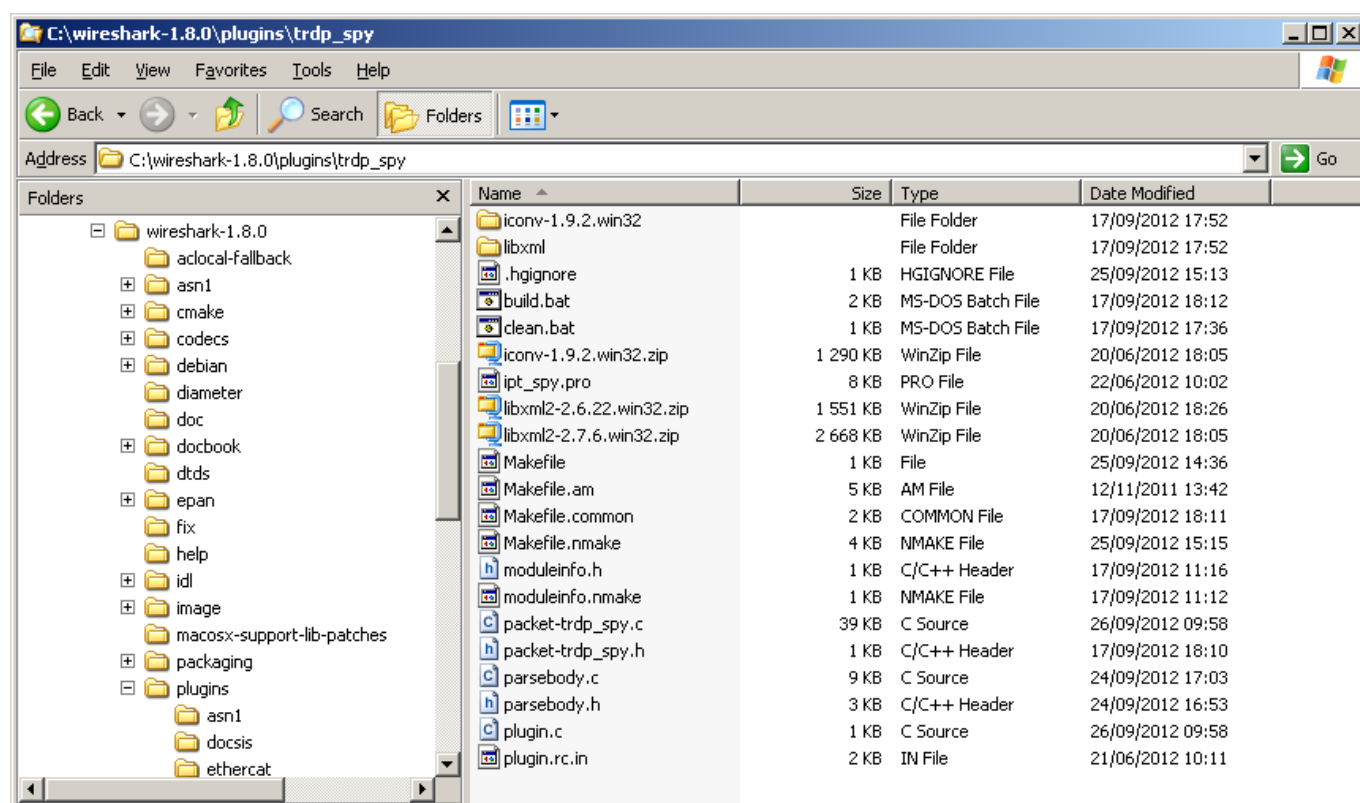 C:\wireshark-1.8.0\plugins\trdp_spy
File Edit View Favorites Tools Help
Back Search Folders
Address C:\wireshark-1.8.0\plugins\trdp_spy Go
Folders x
wireshark-1.8.0
aclocal-fallback
asn1
cmake
codecs
debian
diameter
doc
docbook
dtds
epan
fix
help
idl
image
macosx-support-lib-patches
packaging
plugins
asn1
docsis
ethercat
Name Size Type Date Modified
iconv-1.9.2.win32 File Folder 17/09/2012 17:52
libxml File Folder 17/09/2012 17:52
.hgignore 1 KB HGIGNORE File 25/09/2012 15:13
build.bat 2 KB MS-DOS Batch File 17/09/2012 18:12
clean.bat 1 KB MS-DOS Batch File 17/09/2012 17:36
iconv-1.9.2.win32.zip 1 290 KB WinZip File 20/06/2012 18:05
ipt_spy.pro 8 KB PRO File 22/06/2012 10:02
libxml2-2.6.22.win32.zip 1 551 KB WinZip File 20/06/2012 18:26
libxml2-2.7.6.win32.zip 2 668 KB WinZip File 20/06/2012 18:05
Makefile 1 KB File 25/09/2012 14:36
Makefile.am 5 KB AM File 12/11/2011 13:42
Makefile.common 2 KB COMMON File 17/09/2012 18:11
Makefile.nmake 4 KB NMAKE File 25/09/2012 15:15
moduleinfo.h 1 KB C/C++ Header 17/09/2012 11:16
moduleinfo.nmake 1 KB NMAKE File 17/09/2012 11:12
packet-trdp_spy.c 39 KB C Source 26/09/2012 09:58
packet-trdp_spy.h 1 KB C/C++ Header 17/09/2012 18:10
parsebody.c 9 KB C Source 24/09/2012 17:03
parsebody.h 3 KB C/C++ Header 24/09/2012 16:53
plugin.c 1 KB C Source 26/09/2012 09:58
plugin.rc.in 2 KB IN File 21/06/2012 10:11